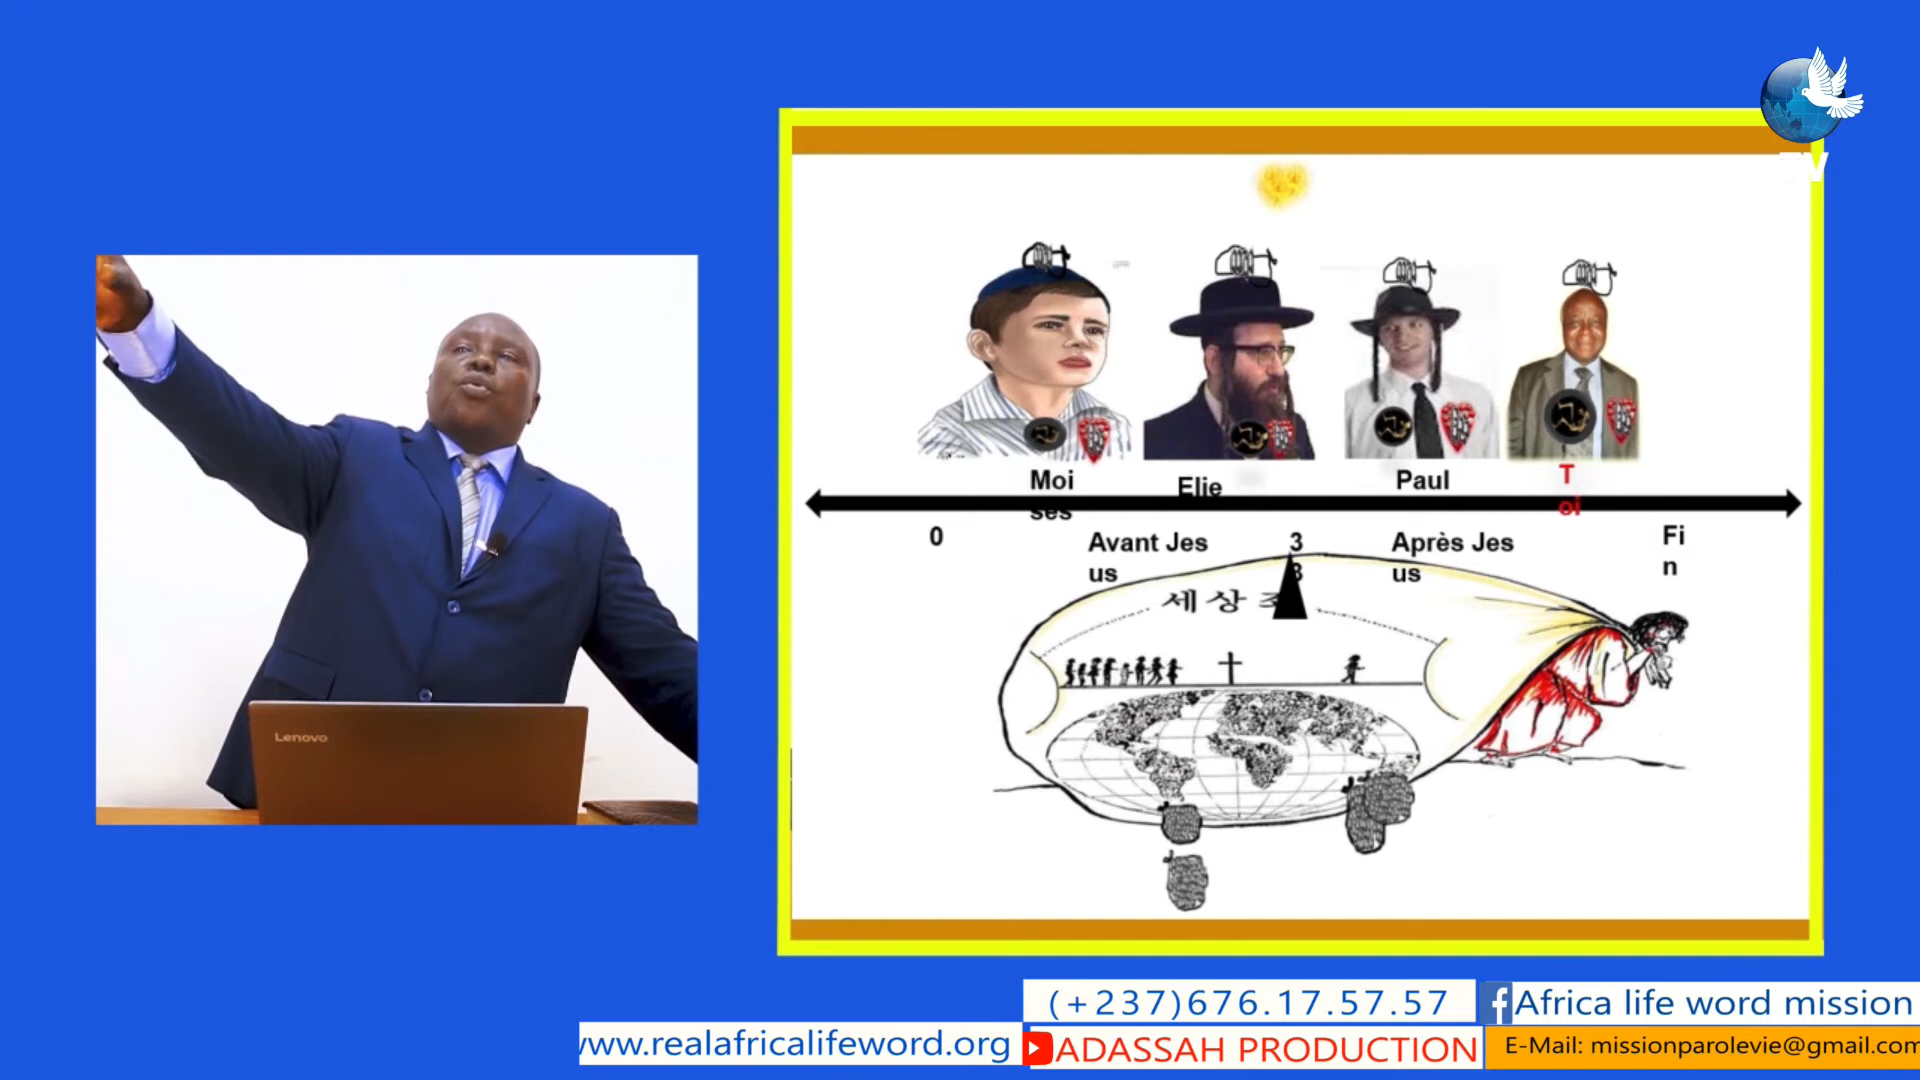 TV
Lenovo
Moi
ses
Elie
Paul
T
oi
0
Avant Jes
us
3
3
Après Jes
us
Fi
n
세상
(+237)676.17.57.57
Africa life word mission
www.realafricalifeword.org
ADASSAH PRODUCTION
E-Mail: missionparolevie@gmail.com